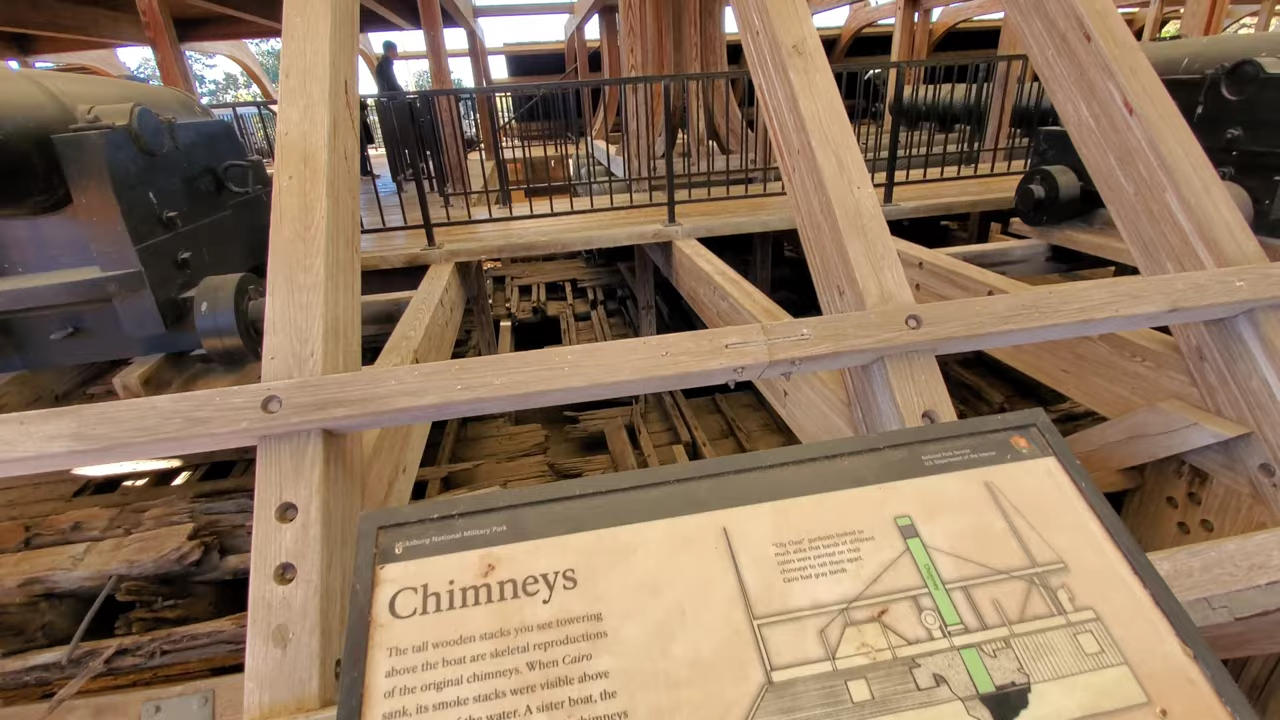 Vicksburg National Military Park
National Park Service
U.S. Department of the Interior
Chimneys
The tall wooden stacks you see towering
above the boat are skeletal reproductions
of the original chimneys. When Cairo
sank, its smoke stacks were visible above
of the water. A sister boat, the
chimneys
"City Class" gunboats looked so
much alike that bands of different
colors were painted on their
chimneys to tell them apart.
Cairo had gray bands
Chimneys